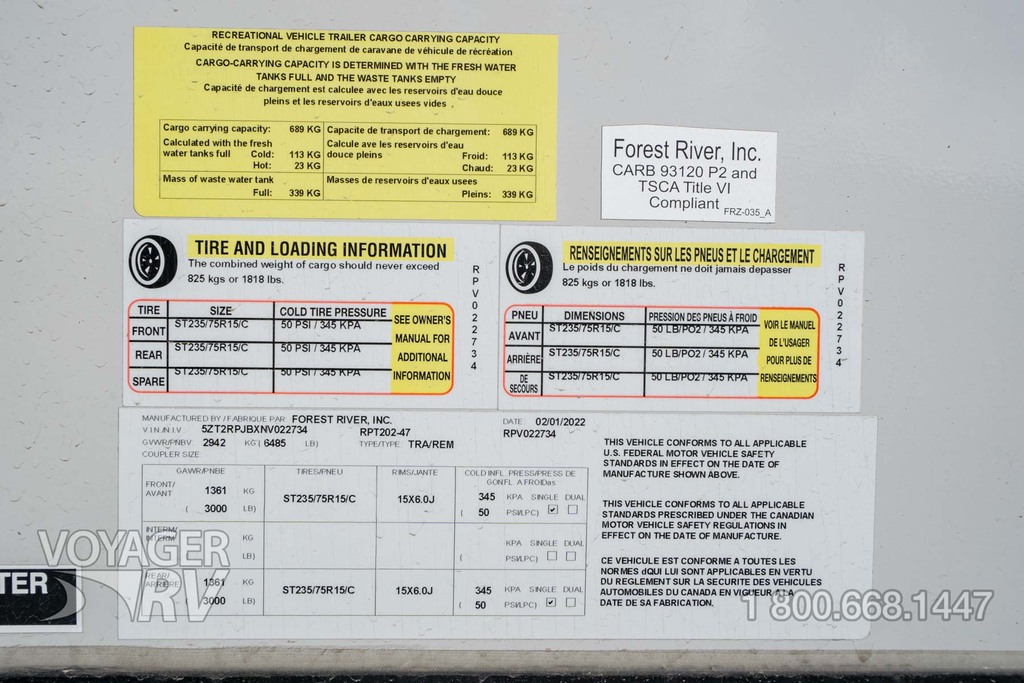 RECREATIONAL VEHICLE TRAILER CARGO CARRYING CAPACITY
Capacité de transport de chargement de caravane de véhicule de récréation
CARGO-CARRYING CAPACITY IS DETERMINED WITH THE FRESH WATER
TANKS FULL AND THE WASTE TANKS EMPTY
Capacité de chargement est calculee avec les reservoirs d'eau douce
pleins et les reservoirs d'eaux usees vides .
Cargo carrying capacity: 689 KG Capacite de transport de chargement: 689 KG
Calculated with the fresh Calcule ave les reservoirs d'eau
water tanks full Cold: 113 KG douce pleins Froid: 113 KG
Hot: 23 KG Chaud: 23 KG
Mass of waste water tank Masses de reservoirs d'eaux usees
Full: 339 KG Pleins: 339 KG
Forest River, Inc.
CARB 93120 P2 and
TSCA Title VI
Compliant FRZ-035_A
TIRE AND LOADING INFORMATION
The combined weight of cargo should never exceed
825 kgs or 1818 lbs.
TIRE SIZE COLD TIRE PRESSURE
FRONT ST235/75R15/C 50 PSI / 345 KPA
REAR ST235/75R15/C 50 PSI / 345 KPA
SPARE ST235/75R15/C 50 PSI / 345 KPA
SEE OWNER'S
MANUAL FOR
ADDITIONAL
INFORMATION
RPV022734
RENSEIGNEMENTS SUR LES PNEUS ET LE CHARGEMENT
Le poids du chargement ne doit jamais depasser
825 kgs or 1818 lbs.
PNEU DIMENSIONS PRESSION DES PNEUS À FROID
AVANT ST235/75R15/C 50 LB/PO2 / 345 KPA
ARRIÈRE ST235/75R15/C 50 LB/PO2 / 345 KPA
DE SECOURS ST235/75R15/C 50 LB/PO2 / 345 KPA
VOIR LE MANUEL
DE L'USAGER
POUR PLUS DE
RENSEIGNEMENTS
RPV022734
MANUFACTURED BY / FABRIQUE PAR FOREST RIVER, INC. DATE 02/01/2022
V.I.N./N.I.V. 5ZT2RPJBXNV022734 RPT202-47 RPV022734
GVWR/PNBV 2942 KG ( 6485 LB) TYPE/TYPE TRA/REM
COUPLER SIZE
GAWR/PNBE TIRES/PNEU RIMS/JANTE COLD INFL PRESS/PRESS DE
GONFL A FROIDas
FRONT/
AVANT 1361 KG ST235/75R15/C 15X6.0J 345 KPA SINGLE DUAL
( 3000 LB) ( 50 PSI/LPC)
INTERM/
INTERM KG KPA SINGLE DUAL
LB) ( PSI/LPC)
REAR/
ARRIÈRE 1361 KG ST235/75R15/C 15X6.0J 345 KPA SINGLE DUAL
3000 LB) ( 50 PSI/LPC)
THIS VEHICLE CONFORMS TO ALL APPLICABLE
U.S. FEDERAL MOTOR VEHICLE SAFETY
STANDARDS IN EFFECT ON THE DATE OF
MANUFACTURE SHOWN ABOVE.
THIS VEHICLE CONFORMS TO ALL APPLICABLE
STANDARDS PRESCRIBED UNDER THE CANADIAN
MOTOR VEHICLE SAFETY REGULATIONS IN
EFFECT ON THE DATE OF MANUFACTURE.
CE VEHICULE EST CONFORME A TOUTES LES
NORMES dQUI LUI SONT APPLICABLES EN VERTU
DU REGLEMENT SUR LA SECURITE DES VEHICULES
AUTOMOBILES DU CANADA EN VIGUEUR A LA
DATE DE SA FABRICATION.
TER
VOYAGER
RV
1 800.668.1447